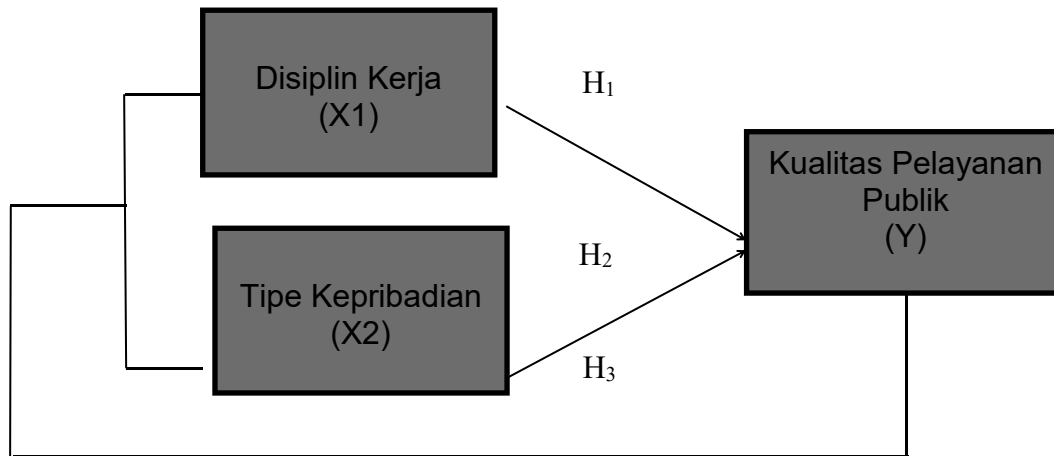 Disiplin Kerja
(X1)
H₁
Kualitas Pelayanan
Publik
(Y)
H₂
Tipe Kepribadian
(X2)
H₃